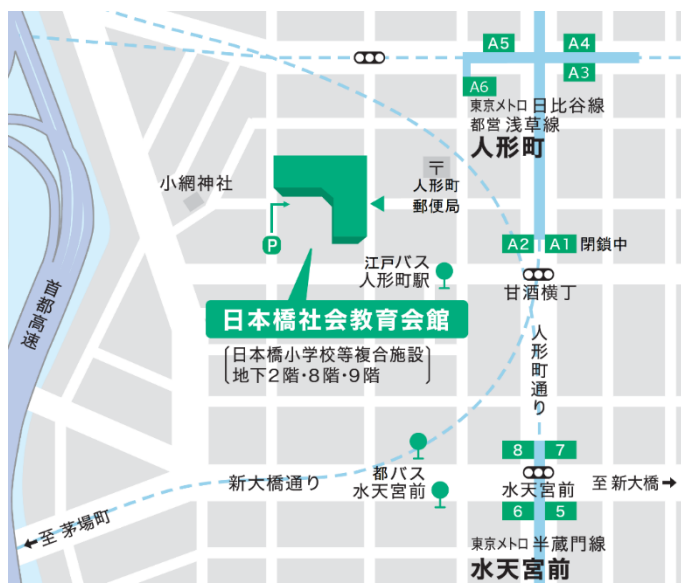 A5
A4
A3
A6
東京メトロ 日比谷線
都営 浅草線
人形町
小網神社
〒
人形町
郵便局
P
A2
A1
閉鎖中
江戸バス
人形町駅
甘酒横丁
首都高速
日本橋社会教育会館
日本橋小学校等複合施設
地下2階・8階・9階
人形町通り
8
7
都バス
水天宮前
新大橋通り
水天宮前
至 新大橋→
6
5
←至 茅場町
東京メトロ 半蔵門線
水天宮前